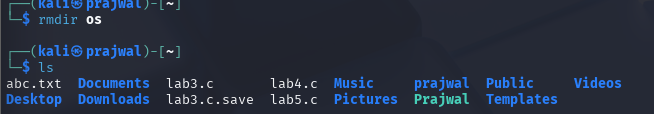 ┌──(kali㉿prajwal)-[~]
└─$ rmdir os
┌──(kali㉿prajwal)-[~]
└─$ ls
abc.txt  Documents  lab3.c       lab4.c  Music     prajwal  Public     Videos
Desktop  Downloads  lab3.c.save  lab5.c  Pictures  Prajwal  Templates